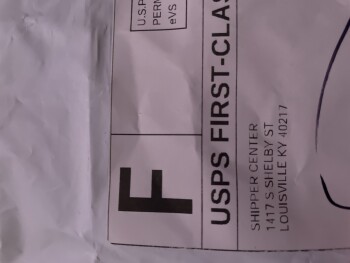 U.S.P
PERM
eVS
F
USPS FIRST-CLAS
SHIPPER CENTER
1417 S SHELBY ST
LOUISVILLE KY 40217